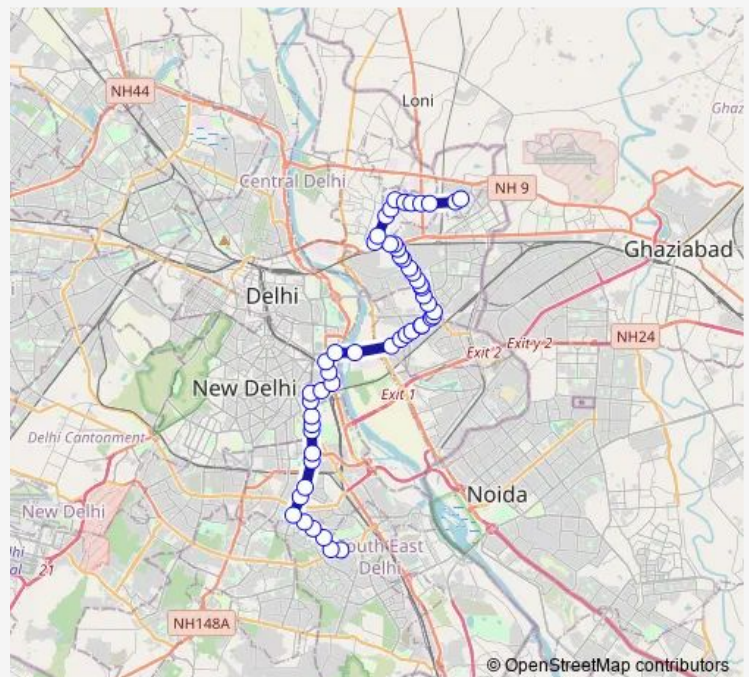 NH44
Loni
Ghaz
Central Delhi
NH 9
Ghaziabad
Delhi
NH24
Exit 2
Exit 2
New Delhi
Exit 1
Delhi Cantonment
Noida
New Delhi
South East
Delhi
21
NH148A
© OpenStreetMap contributors